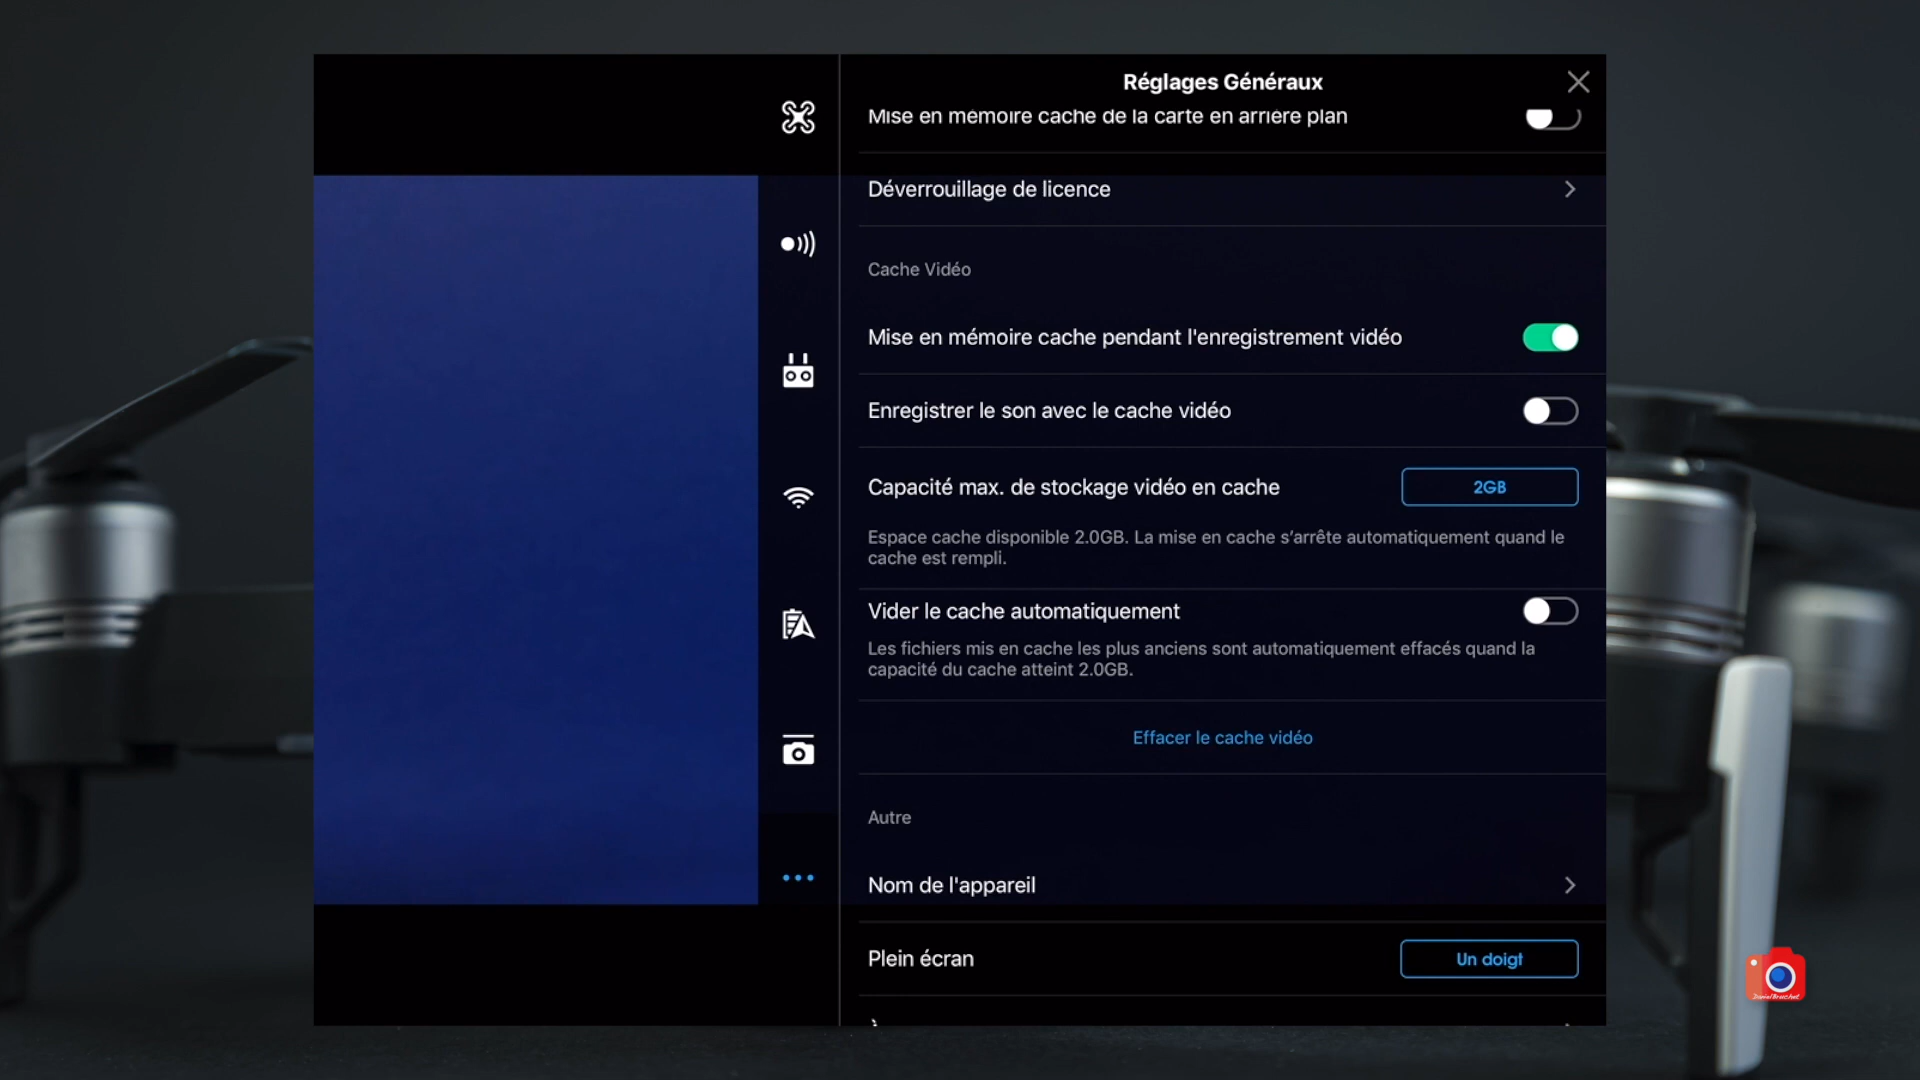 Réglages Généraux
Mise en mémoire cache de la carte en arrière plan
Déverrouillage de licence
Cache Vidéo
Mise en mémoire cache pendant l'enregistrement vidéo
Enregistrer le son avec le cache vidéo
Capacité max. de stockage vidéo en cache
2GB
Espace cache disponible 2.0GB. La mise en cache s’arrête automatiquement quand le
cache est rempli.
Vider le cache automatiquement
Les fichiers mis en cache les plus anciens sont automatiquement effacés quand la
capacité du cache atteint 2.0GB.
Effacer le cache vidéo
Autre
Nom de l'appareil
Plein écran
Un doigt